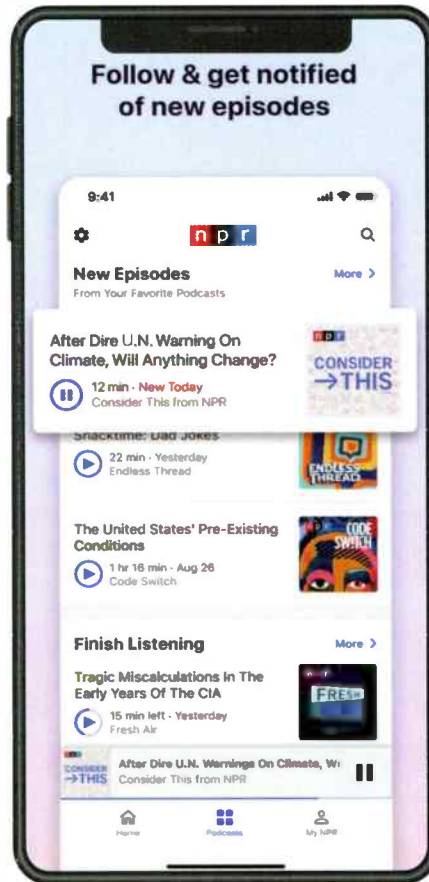 Follow & get notified
of new episodes
9:41
npr
New Episodes
More >
From Your Favorite Podcasts
After Dire U.N. Warning On
Climate, Will Anything Change?
12 min · New Today
Consider This from NPR
npr
CONSIDER
→THIS
Snacktime: Dad Jokes
22 min · Yesterday
Endless Thread
ENDLESS
THREAD
The United States' Pre-Existing
Conditions
1 hr 16 min · Aug 26
Code Switch
npr
CODE
SWITCH
Finish Listening
More >
Tragic Miscalculations In The
Early Years Of The CIA
15 min left · Yesterday
Fresh Air
FRESH
CONSIDER
→THIS
After Dire U.N. Warnings On Climate, W
Consider This from NPR
Home
Podcasts
My NPR